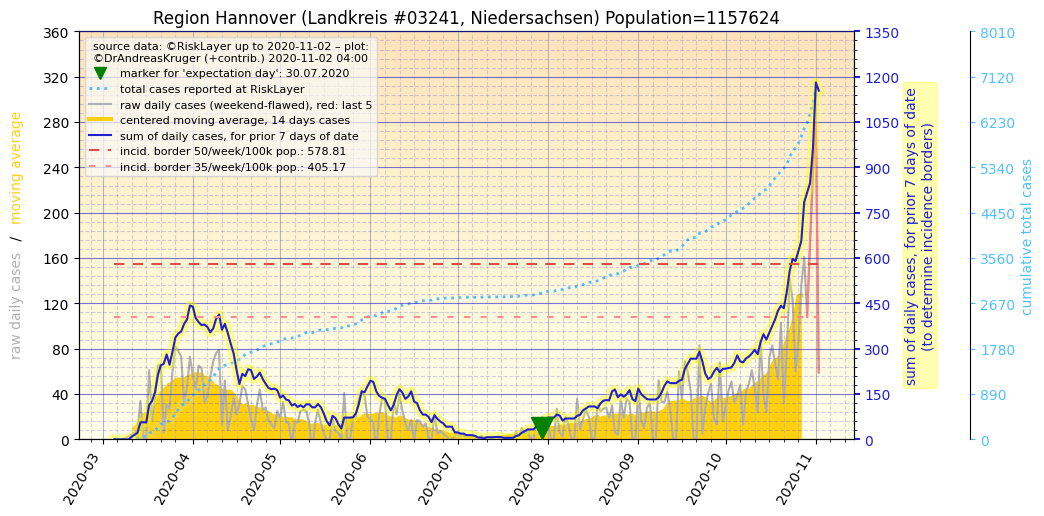 Region Hannover (Landkreis #03241, Niedersachsen) Population=1157624
source data: ©RiskLayer up to 2020-11-02 – plot:
©DrAndreasKruger (+contrib.) 2020-11-02 04:00
marker for 'expectation day': 30.07.2020
total cases reported at RiskLayer
raw daily cases (weekend-flawed), red: last 5
centered moving average, 14 days cases
sum of daily cases, for prior 7 days of date
incid. border 50/week/100k pop.: 578.81
incid. border 35/week/100k pop.: 405.17
raw daily cases / moving average
360
320
280
240
200
160
120
80
40
0
2020-03
2020-04
2020-05
2020-06
2020-07
2020-08
2020-09
2020-10
2020-11
1350
1200
1050
900
750
600
450
300
150
0
sum of daily cases, for prior 7 days of date
(to determine incidence borders)
8010
7120
6230
5340
4450
3560
2670
1780
890
0
cumulative total cases